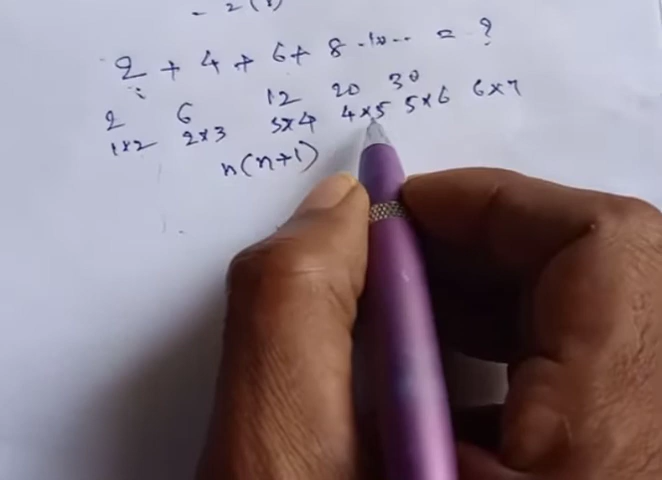 2 + 4 + 6 + 8 ..... = ?
2 6 12 20 30
1×2 2×3 3×4 4×5 5×6 6×7
n(n+1)